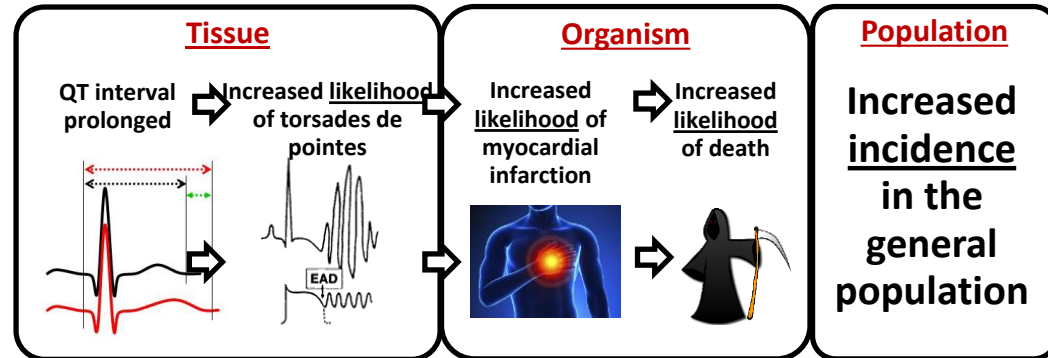 Tissue
QT interval
prolonged
Increased likelihood
of torsades de
pointes
EAD
Organism
Increased
likelihood of
myocardial
infarction
Increased
likelihood
of death
Population
Increased
incidence
in the
general
population